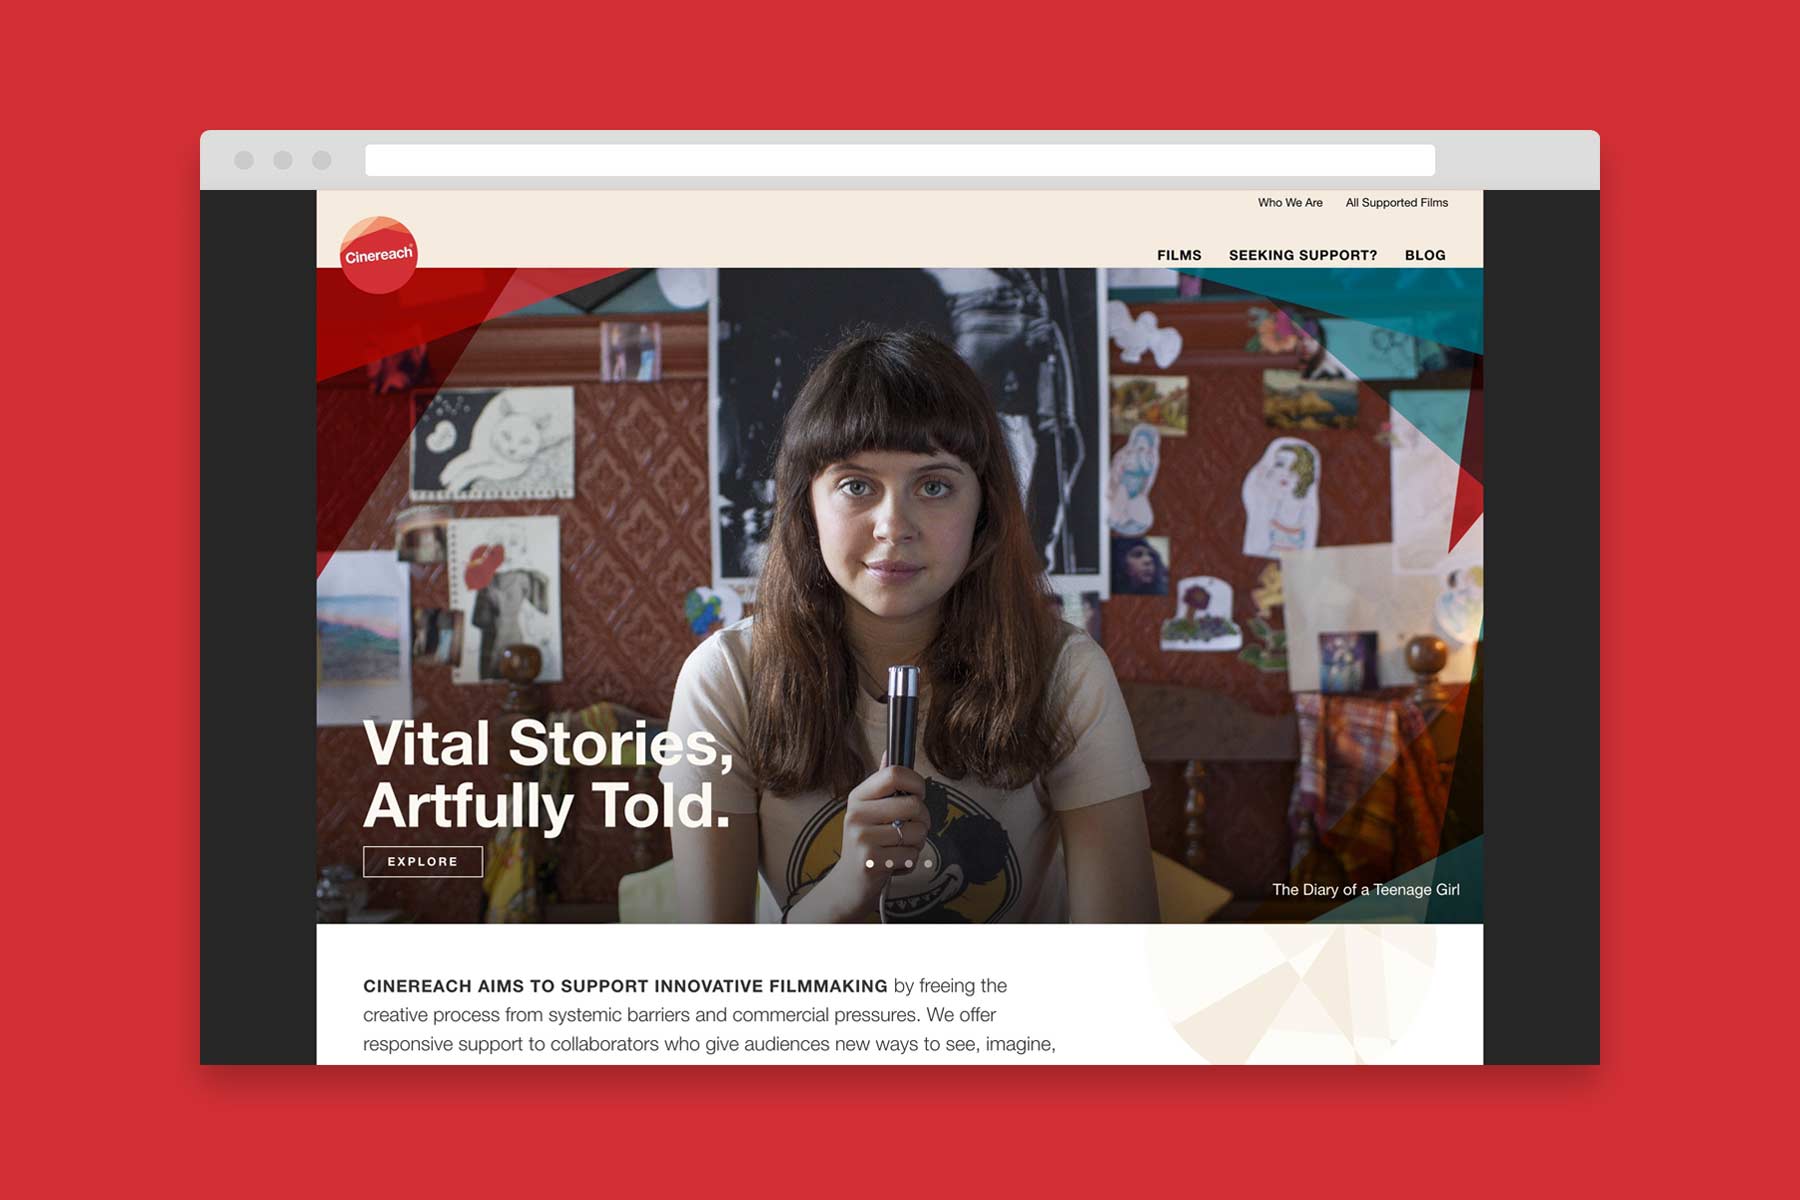 Who We Are All Supported Films
Cinereach
FILMS SEEKING SUPPORT? BLOG
Vital Stories,
Artfully Told.
EXPLORE
The Diary of a Teenage Girl
CINEREACH AIMS TO SUPPORT INNOVATIVE FILMMAKING by freeing the
creative process from systemic barriers and commercial pressures. We offer
responsive support to collaborators who give audiences new ways to see, imagine,